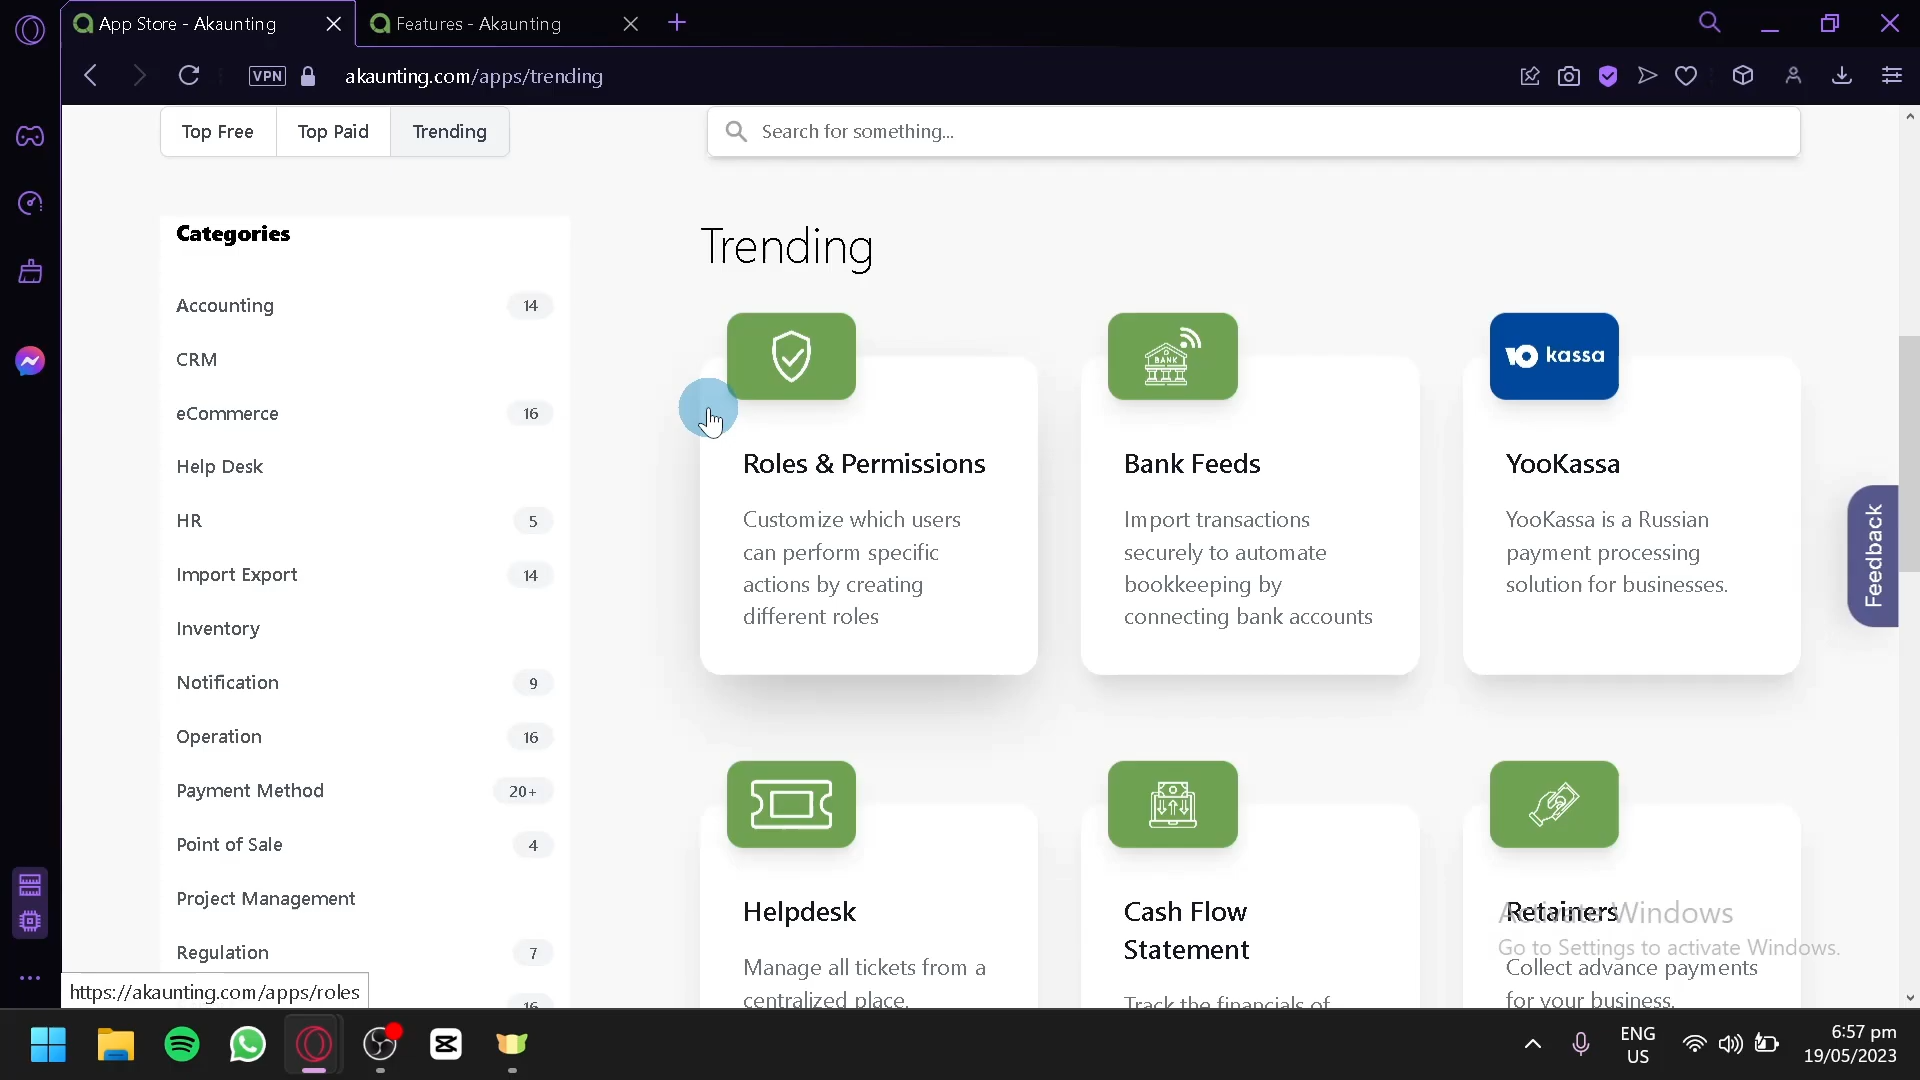 App Store - Akaunting
Features - Akaunting
VPN
akaunting.com/apps/trending
Top Free
Top Paid
Trending
Search for something...
Categories
Trending
Accounting
14
CRM
eCommerce
16
Help Desk
HR
5
Import Export
14
Inventory
Notification
9
Operation
16
Payment Method
20+
Point of Sale
4
Project Management
Regulation
7
16
BANK
kassa
Roles & Permissions
Customize which users
can perform specific
actions by creating
different roles
Bank Feeds
Import transactions
securely to automate
bookkeeping by
connecting bank accounts
YooKassa
YooKassa is a Russian
payment processing
solution for businesses.
Feedback
Helpdesk
Manage all tickets from a
centralized place.
Cash Flow
Statement
Track the financials of
Retainers
Collect advance payments
for your business.
Activate Windows
Go to Settings to activate Windows.
https://akaunting.com/apps/roles
ENG
US
6:57 pm
19/05/2023